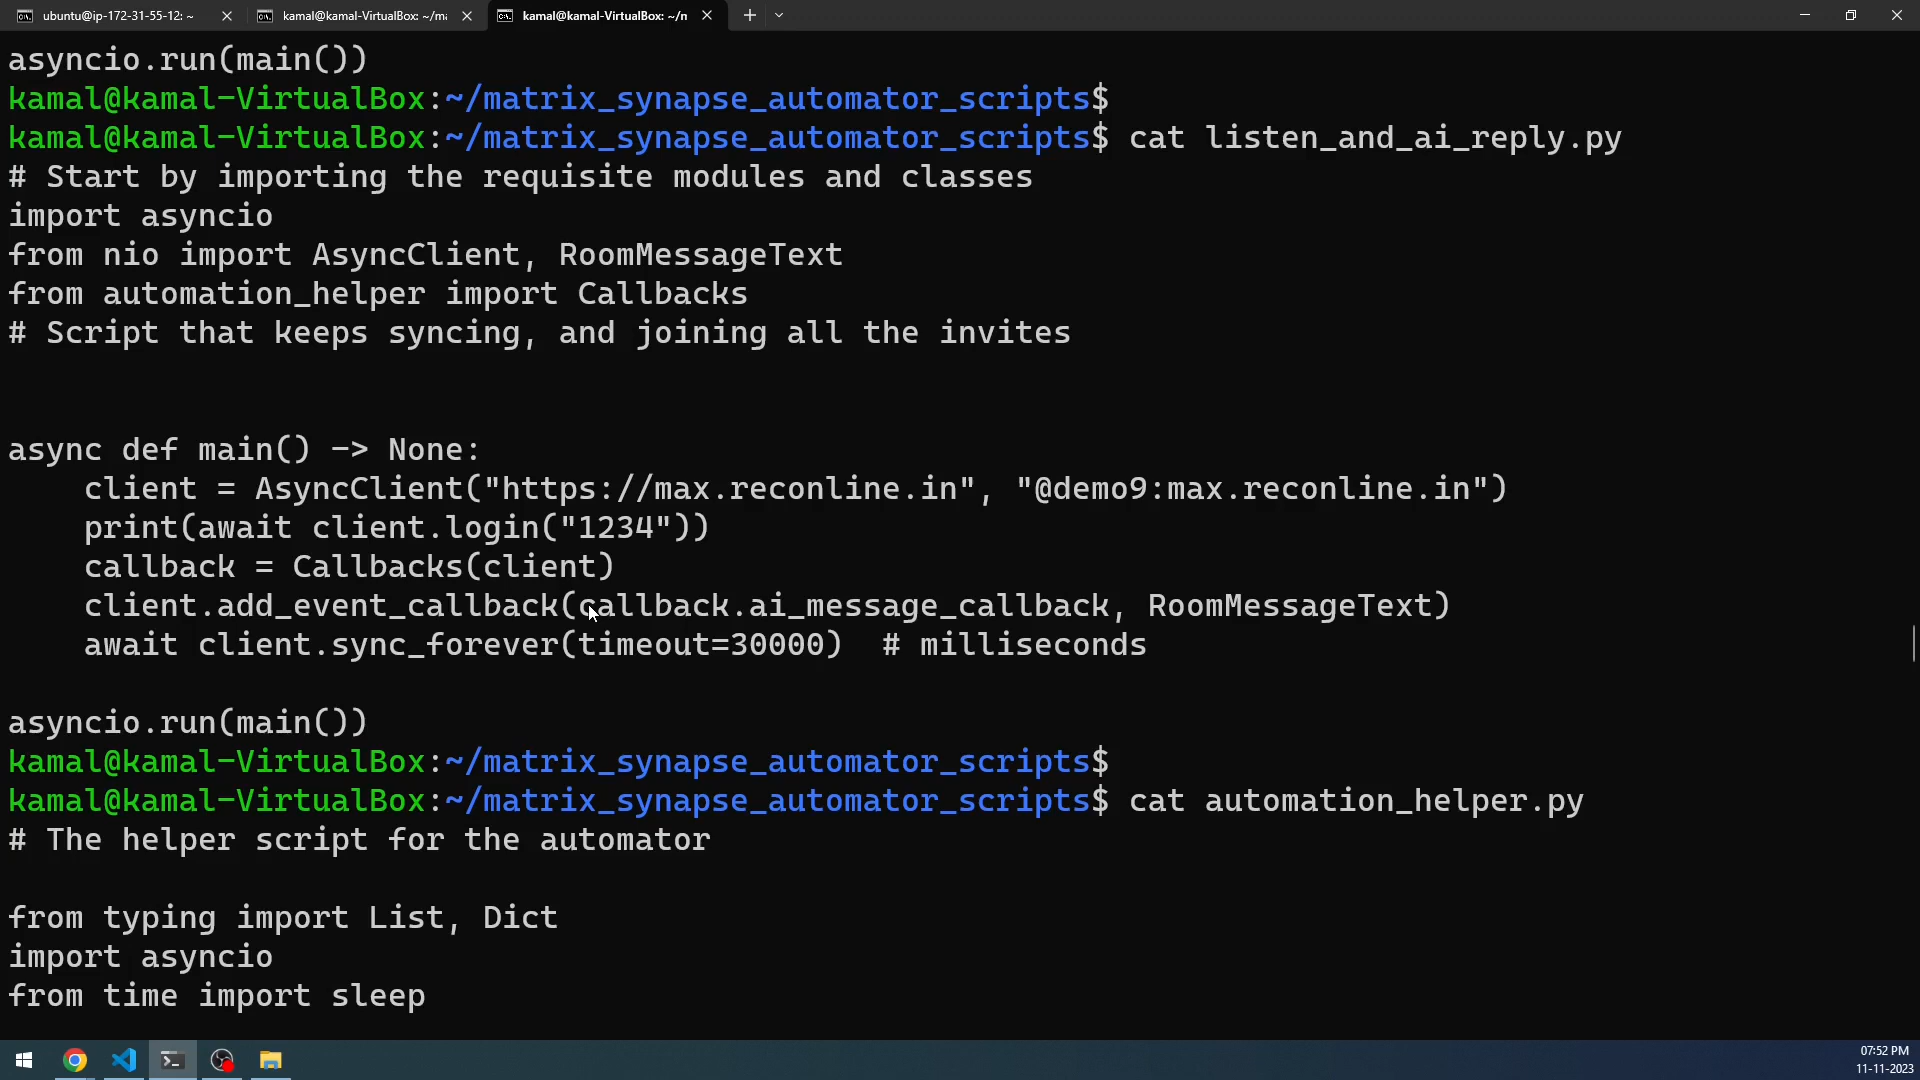 ubuntu@ip-172-31-55-12: ~
kamal@kamal-VirtualBox: ~/ma
kamal@kamal-VirtualBox: ~/n
asyncio.run(main())
kamal@kamal-VirtualBox:~/matrix_synapse_automator_scripts$
kamal@kamal-VirtualBox:~/matrix_synapse_automator_scripts$ cat listen_and_ai_reply.py
# Start by importing the requisite modules and classes
import asyncio
from nio import AsyncClient, RoomMessageText
from automation_helper import Callbacks
# Script that keeps syncing, and joining all the invites
async def main() -> None:
    client = AsyncClient("https://max.reconline.in", "@demo9:max.reconline.in")
    print(await client.login("1234"))
    callback = Callbacks(client)
    client.add_event_callback(callback.ai_message_callback, RoomMessageText)
    await client.sync_forever(timeout=30000)  # milliseconds
asyncio.run(main())
kamal@kamal-VirtualBox:~/matrix_synapse_automator_scripts$
kamal@kamal-VirtualBox:~/matrix_synapse_automator_scripts$ cat automation_helper.py
# The helper script for the automator
from typing import List, Dict
import asyncio
from time import sleep
07:52 PM
11-11-2023